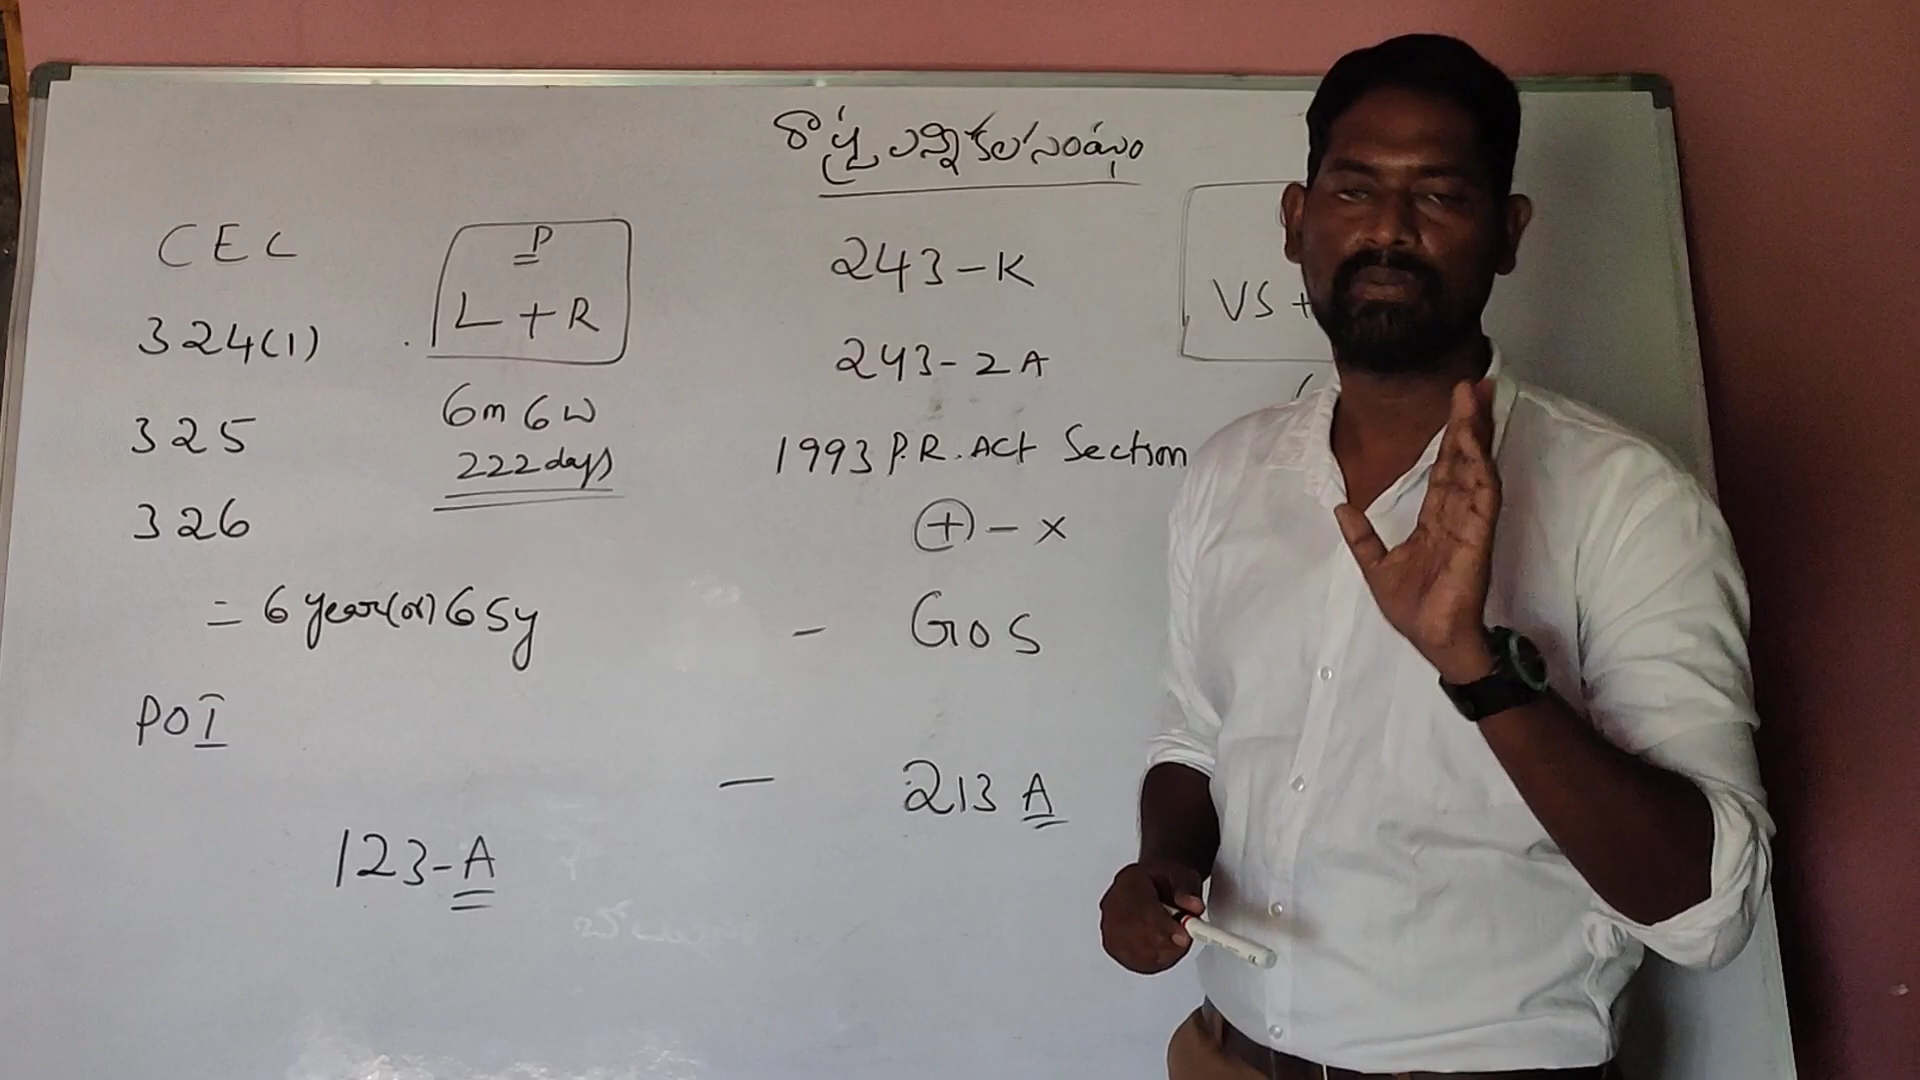 రాష్ట్ర ఎన్నికల సంఘం
CEC
324(1)
325
326
= 6 year(or) 65y
POI
123-A
P
L + R
6m 6w
222 days
243-K
243-2A
1993 P.R. Act Section
+ - x
- GoS
- 213 A
VS +